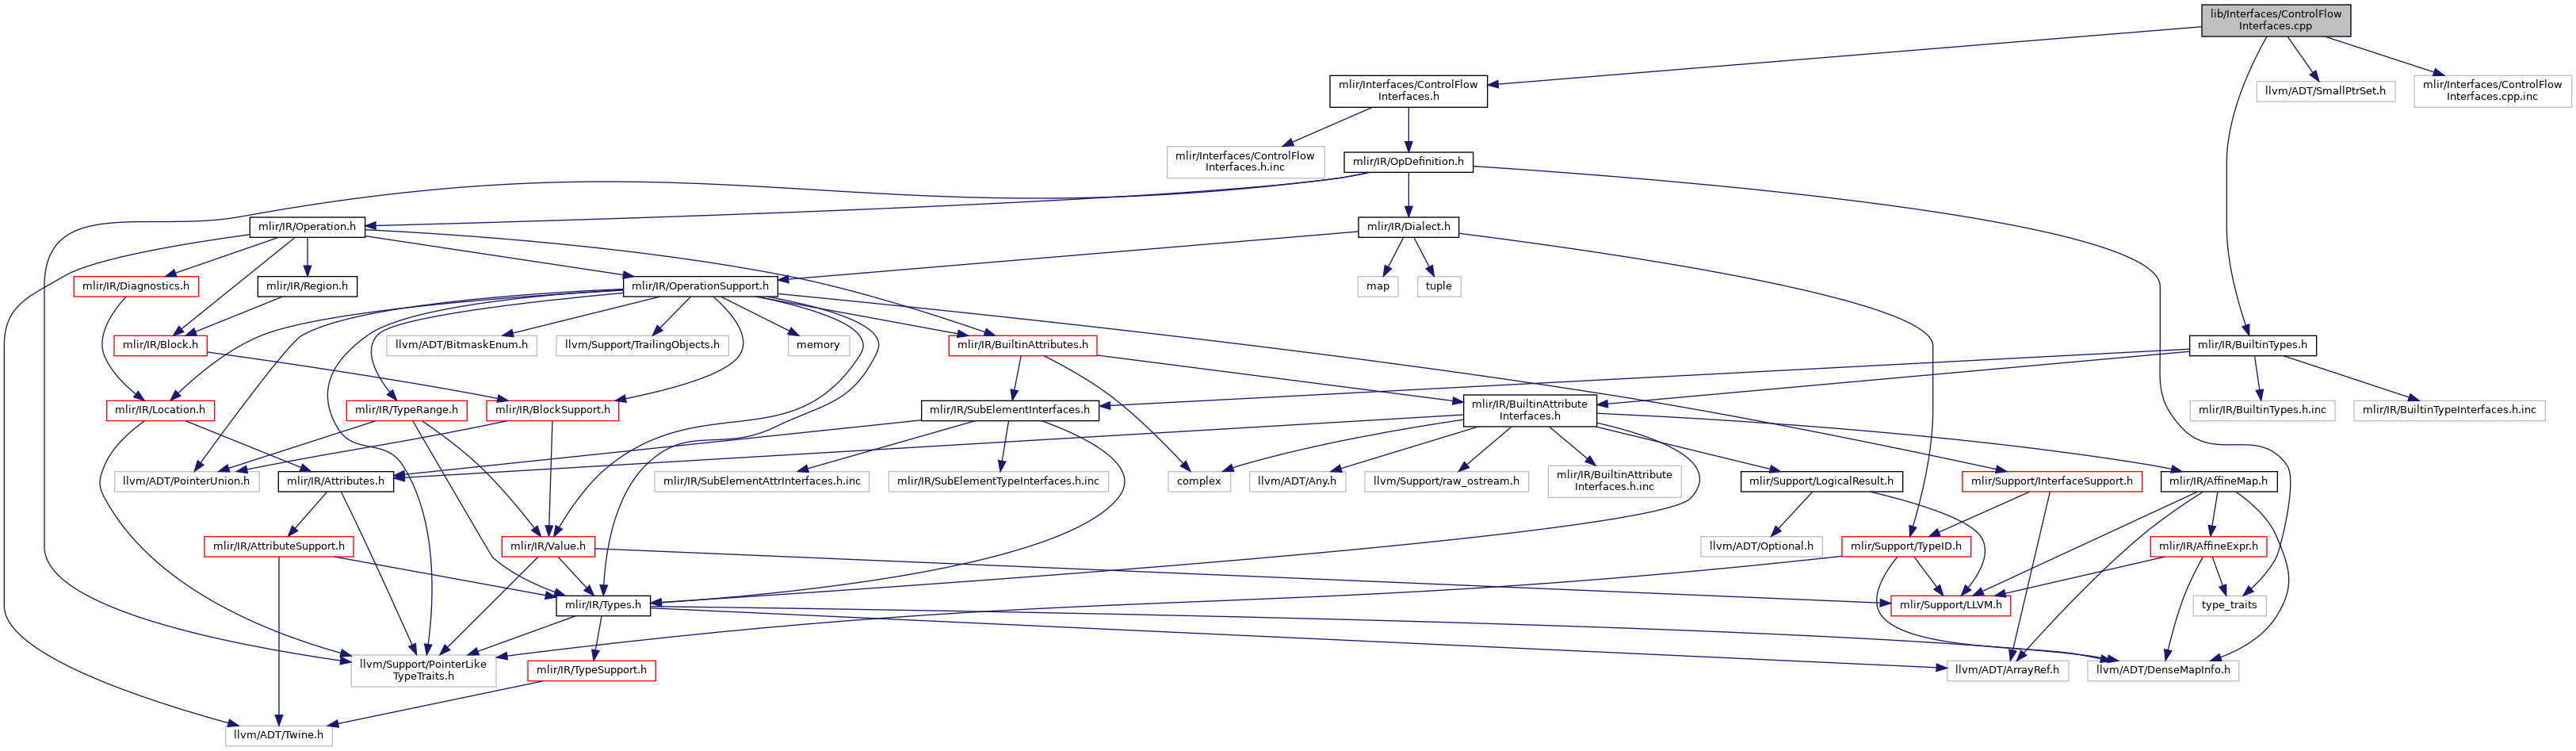 lib/Interfaces/ControlFlow
Interfaces.cpp
mlir/Interfaces/ControlFlow
Interfaces.h
llvm/ADT/SmallPtrSet.h
mlir/Interfaces/ControlFlow
Interfaces.cpp.inc
mlir/Interfaces/ControlFlow
Interfaces.h.inc
mlir/IR/OpDefinition.h
mlir/IR/Operation.h
mlir/IR/Dialect.h
mlir/IR/Diagnostics.h
mlir/IR/Region.h
mlir/IR/OperationSupport.h
map
tuple
mlir/IR/Block.h
llvm/ADT/BitmaskEnum.h
llvm/Support/TrailingObjects.h
memory
mlir/IR/BuiltinAttributes.h
mlir/IR/BuiltinTypes.h
mlir/IR/Location.h
mlir/IR/TypeRange.h
mlir/IR/BlockSupport.h
mlir/IR/SubElementInterfaces.h
mlir/IR/BuiltinAttribute
Interfaces.h
mlir/IR/BuiltinTypes.h.inc
mlir/IR/BuiltinTypeInterfaces.h.inc
llvm/ADT/PointerUnion.h
mlir/IR/Attributes.h
mlir/IR/SubElementAttrInterfaces.h.inc
mlir/IR/SubElementTypeInterfaces.h.inc
complex
llvm/ADT/Any.h
llvm/Support/raw_ostream.h
mlir/IR/BuiltinAttribute
Interfaces.h.inc
mlir/Support/LogicalResult.h
mlir/Support/InterfaceSupport.h
mlir/IR/AffineMap.h
mlir/IR/AttributeSupport.h
mlir/IR/Value.h
llvm/ADT/Optional.h
mlir/Support/TypeID.h
mlir/IR/AffineExpr.h
mlir/IR/Types.h
mlir/Support/LLVM.h
type_traits
llvm/Support/PointerLike
TypeTraits.h
mlir/IR/TypeSupport.h
llvm/ADT/ArrayRef.h
llvm/ADT/DenseMapInfo.h
llvm/ADT/Twine.h